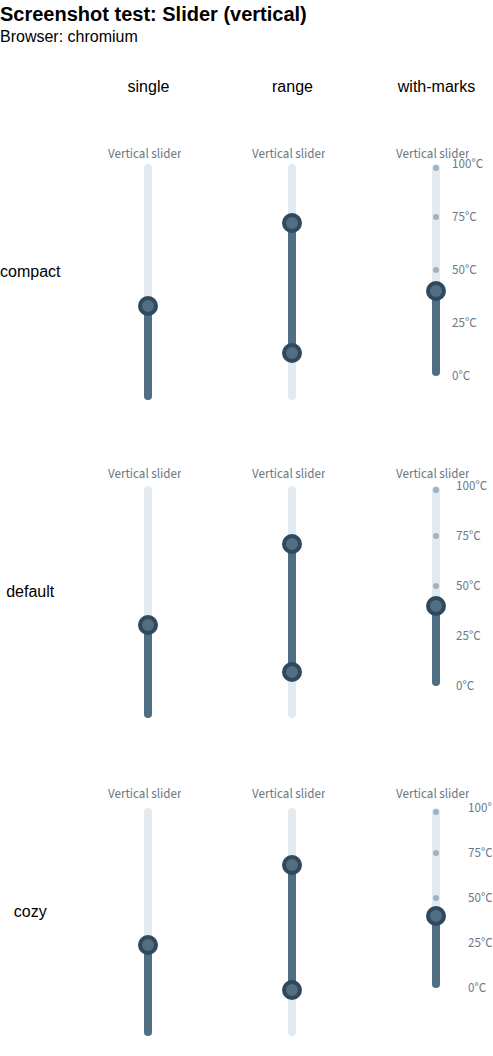 Screenshot test: Slider (vertical)
Browser: chromium
single range with-marks
Vertical slider Vertical slider Vertical slider
100°C
75°C
compact
50°C
25°C
0°C
Vertical slider Vertical slider Vertical slider
100°C
75°C
50°C
default
25°C
0°C
Vertical slider Vertical slider Vertical slider
100°
75°C
50°C
cozy
25°C
0°C